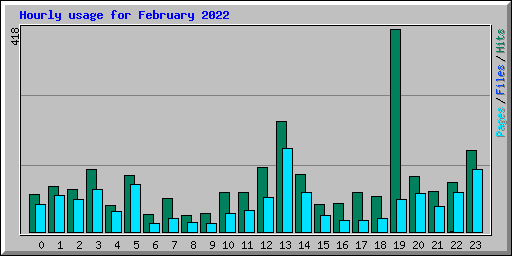 Hourly usage for February 2022
418
Pages / Files / Hits
0 1 2 3 4 5 6 7 8 9 10 11 12 13 14 15 16 17 18 19 20 21 22 23